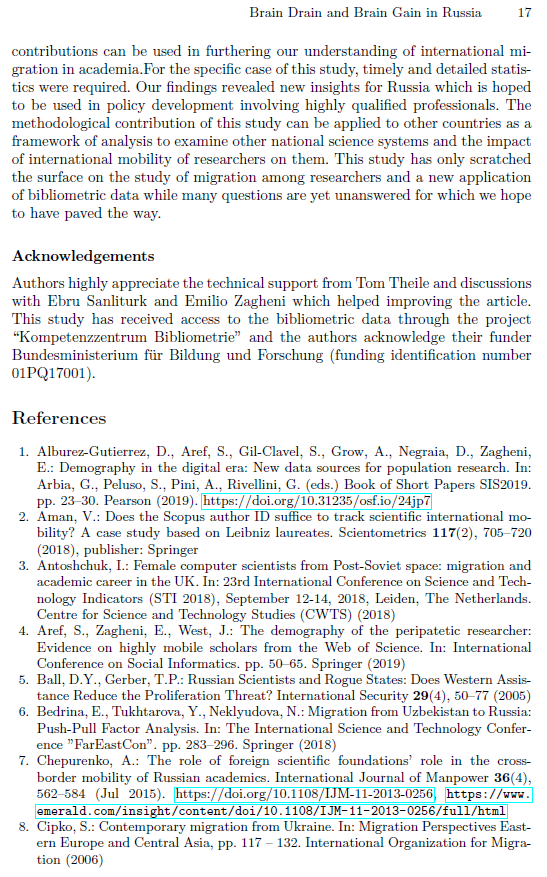 Brain Drain and Brain Gain in Russia 17
contributions can be used in furthering our understanding of international mi-
gration in academia.For the specific case of this study, timely and detailed statis-
tics were required. Our findings revealed new insights for Russia which is hoped
to be used in policy development involving highly qualified professionals. The
methodological contribution of this study can be applied to other countries as a
framework of analysis to examine other national science systems and the impact
of international mobility of researchers on them. This study has only scratched
the surface on the study of migration among researchers and a new application
of bibliometric data while many questions are yet unanswered for which we hope
to have paved the way.
Acknowledgements
Authors highly appreciate the technical support from Tom Theile and discussions
with Ebru Sanliturk and Emilio Zagheni which helped improving the article.
This study has received access to the bibliometric data through the project
“Kompetenzzentrum Bibliometrie” and the authors acknowledge their funder
Bundesministerium für Bildung und Forschung (funding identification number
01PQ17001).
References
1. Alburez-Gutierrez, D., Aref, S., Gil-Clavel, S., Grow, A., Negraia, D., Zagheni,
E.: Demography in the digital era: New data sources for population research. In:
Arbia, G., Peluso, S., Pini, A., Rivellini, G. (eds.) Book of Short Papers SIS2019.
pp. 23–30. Pearson (2019). https://doi.org/10.31235/osf.io/24jp7
2. Aman, V.: Does the Scopus author ID suffice to track scientific international mo-
bility? A case study based on Leibniz laureates. Scientometrics 117(2), 705–720
(2018), publisher: Springer
3. Antoshchuk, I.: Female computer scientists from Post-Soviet space: migration and
academic career in the UK. In: 23rd International Conference on Science and Tech-
nology Indicators (STI 2018), September 12-14, 2018, Leiden, The Netherlands.
Centre for Science and Technology Studies (CWTS) (2018)
4. Aref, S., Zagheni, E., West, J.: The demography of the peripatetic researcher:
Evidence on highly mobile scholars from the Web of Science. In: International
Conference on Social Informatics. pp. 50–65. Springer (2019)
5. Ball, D.Y., Gerber, T.P.: Russian Scientists and Rogue States: Does Western Assis-
tance Reduce the Proliferation Threat? International Security 29(4), 50–77 (2005)
6. Bedrina, E., Tukhtarova, Y., Neklyudova, N.: Migration from Uzbekistan to Russia:
Push-Pull Factor Analysis. In: The International Science and Technology Confer-
ence ”FarEastCon”. pp. 283–296. Springer (2018)
7. Chepurenko, A.: The role of foreign scientific foundations’ role in the cross-
border mobility of Russian academics. International Journal of Manpower 36(4),
562–584 (Jul 2015). https://doi.org/10.1108/IJM-11-2013-0256, https://www.
emerald.com/insight/content/doi/10.1108/IJM-11-2013-0256/full/html
8. Cipko, S.: Contemporary migration from Ukraine. In: Migration Perspectives East-
ern Europe and Central Asia, pp. 117 – 132. International Organization for Migra-
tion (2006)